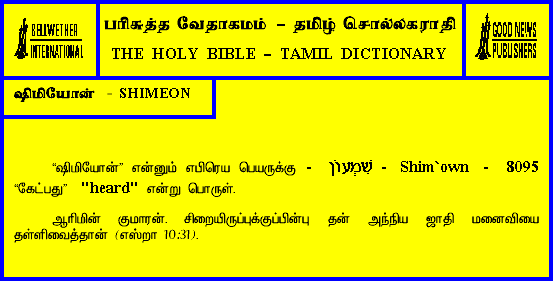 BELLWETHER
INTERNATIONAL
பரிசுத்த வேதாகமம் – தமிழ் சொல்லகராதி
THE HOLY BIBLE – TAMIL DICTIONARY
GOOD NEWS
PUBLISHERS
ஷிமியோன் - SHIMEON
“ஷிமியோன்” என்னும் எபிரெய பெயருக்கு - שִׁמְעוֹן - Shim`own - 8095
“கேட்பது” "heard" என்று பொருள்.
ஆரிமின் குமாரன். சிறையிருப்புக்குப்பின்பு தன் அந்நிய ஜாதி மனைவியை
தள்ளிவைத்தான் (எஸ்றா 10:31).